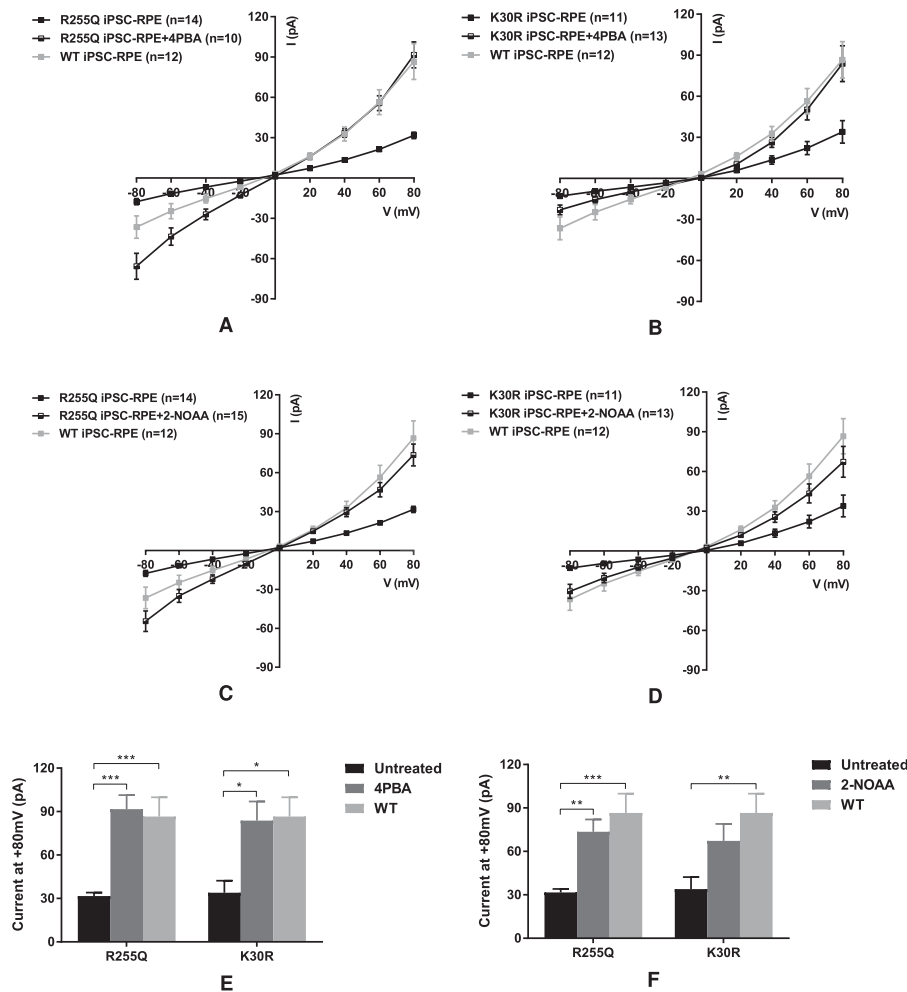 R255Q iPSC-RPE (n=14)
R255Q iPSC-RPE+4PBA (n=10)
WT iPSC-RPE (n=12)
I (pA)
120
90
60
30
-30
-60
-90
-80 -60 -40 -20 20 40 60 80
V (mV)
A
K30R iPSC-RPE (n=11)
K30R iPSC-RPE+4PBA (n=13)
WT iPSC-RPE (n=12)
I (pA)
120
90
60
30
-30
-60
-90
-80 -60 -40 -20 20 40 60 80
V (mV)
B
R255Q iPSC-RPE (n=14)
R255Q iPSC-RPE+2-NOAA (n=15)
WT iPSC-RPE (n=12)
I (pA)
120
90
60
30
-30
-60
-90
-80 -60 -40 -20 20 40 60 80
V (mV)
C
K30R iPSC-RPE (n=11)
K30R iPSC-RPE+2-NOAA (n=13)
WT iPSC-RPE (n=12)
I (pA)
120
90
60
30
-30
-60
-90
-80 -60 -40 -20 20 40 60 80
V (mV)
D
Current at +80mV (pA)
120
90
60
30
0
***
***
*
*
R255Q K30R
Untreated
4PBA
WT
E
Current at +80mV (pA)
120
90
60
30
0
***
**
**
R255Q K30R
Untreated
2-NOAA
WT
F